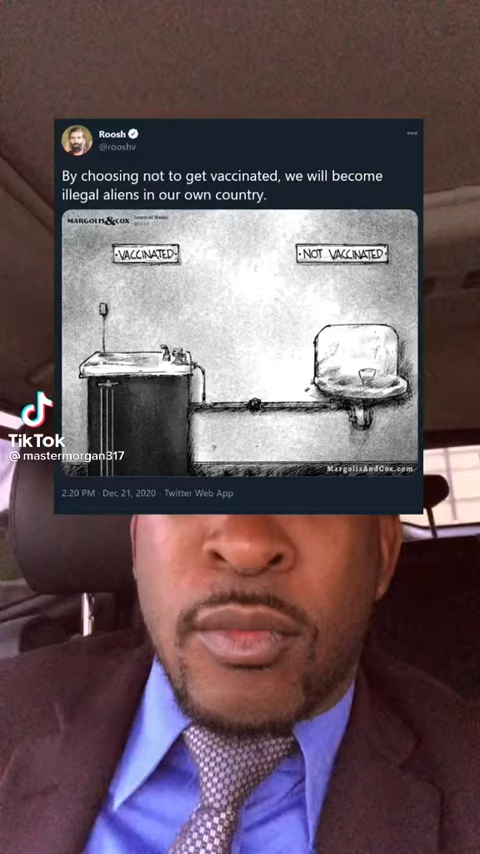 Roosh
@rooshv
By choosing not to get vaccinated, we will become
illegal aliens in our own country.
MARGOLIS&COX
VACCINATED
NOT VACCINATED
TikTok
@mastermorgan317
MargolisAndCox.com
2:20 PM · Dec 21, 2020 · Twitter Web App